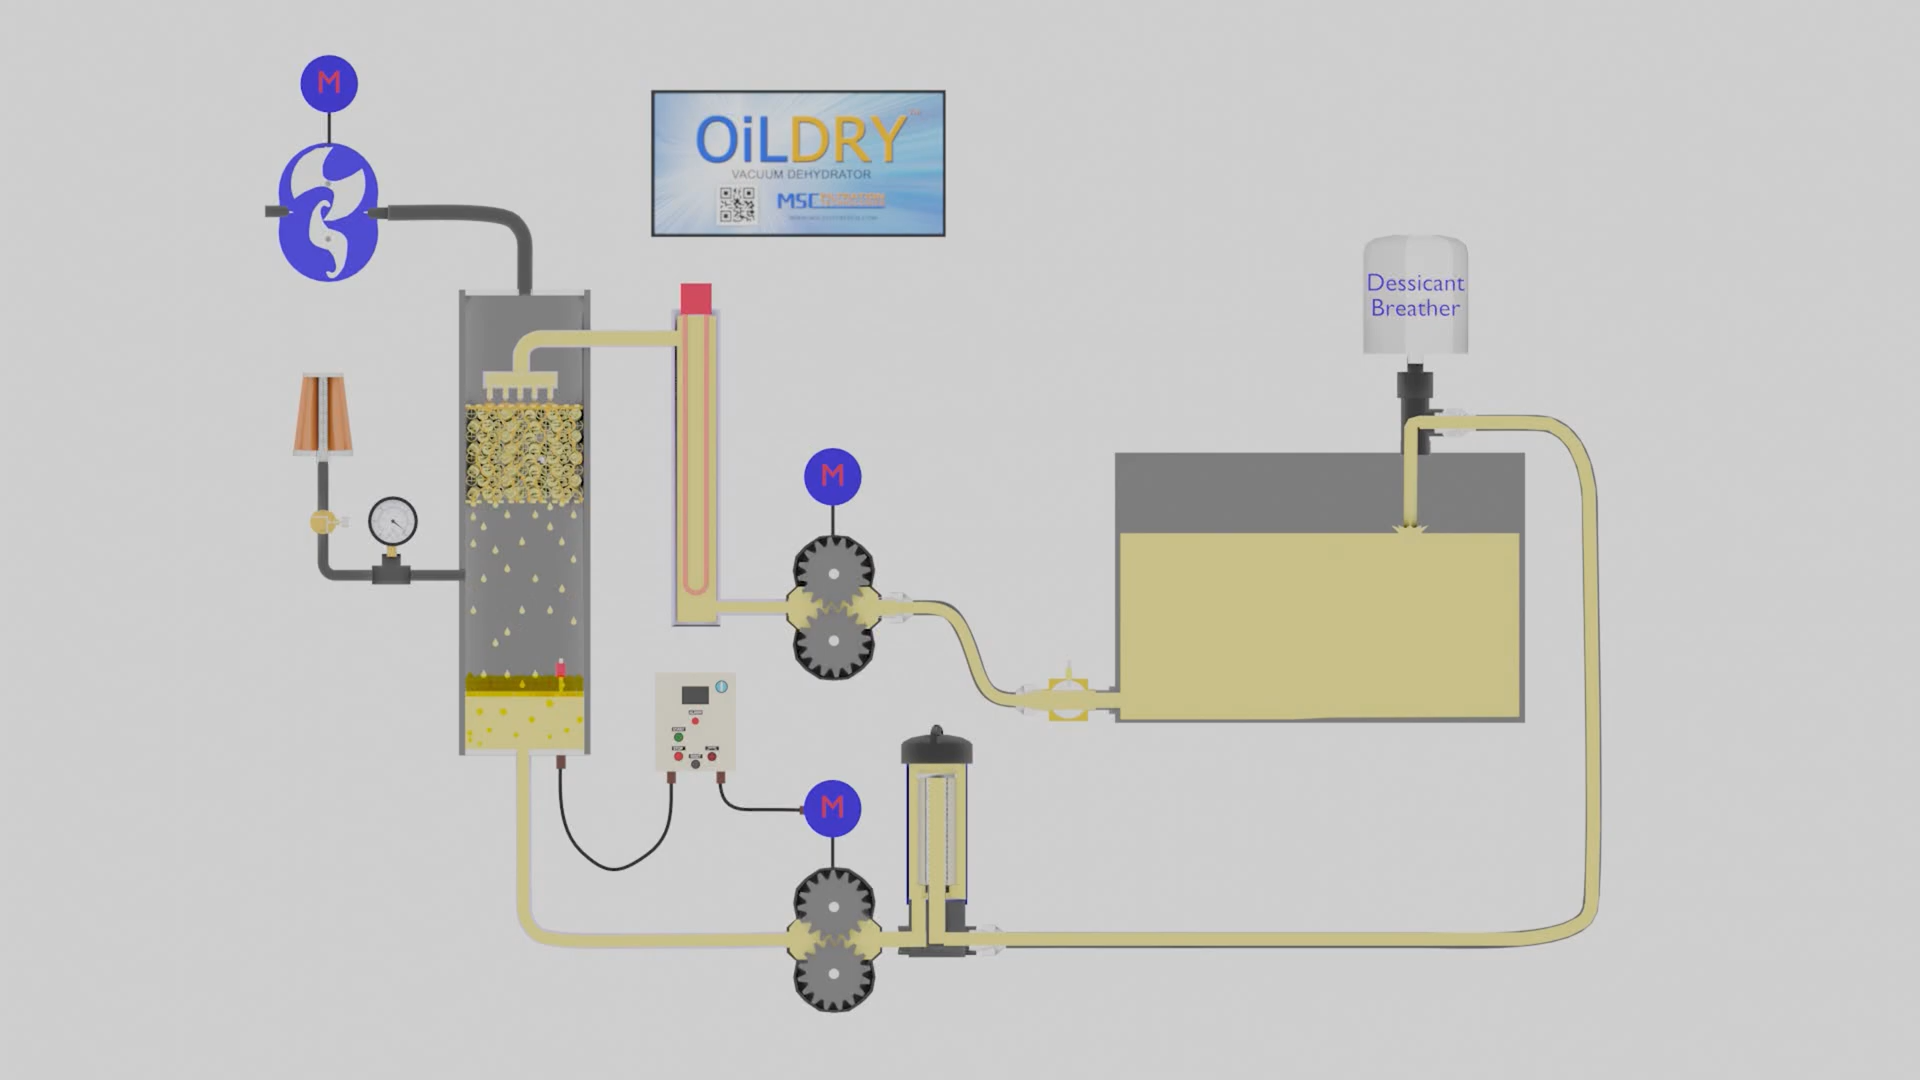 M
OiLDRY
VACUUM DEHYDRATOR
MSC
Dessicant
Breather
M
M